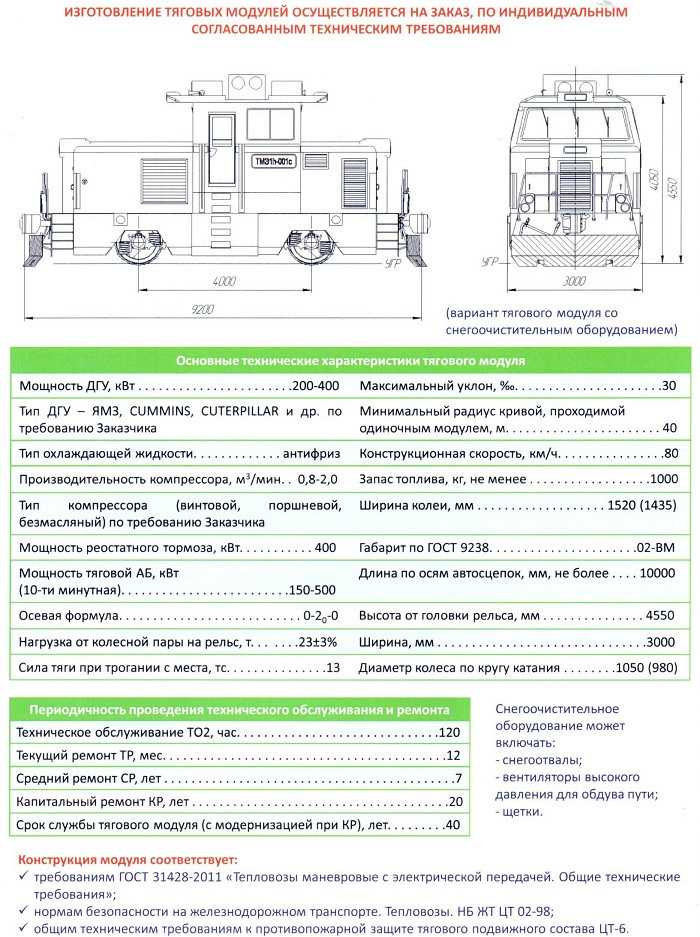 ИЗГОТОВЛЕНИЕ ТЯГОВЫХ МОДУЛЕЙ ОСУЩЕСТВЛЯЕТСЯ НА ЗАКАЗ, ПО ИНДИВИДУАЛЬНЫМ
СОГЛАСОВАННЫМ ТЕХНИЧЕСКИМ ТРЕБОВАНИЯМ
ТМЭ1h-001с
4050
4550
УГР
УГР
4000
3000
9200
(вариант тягового модуля со
снегоочистительным оборудованием)
Основные технические характеристики тягового модуля
Мощность ДГУ, кВт . . . . . . . . . . . . . . . . . . . . . . .200-400
Тип ДГУ – ЯМЗ, CUMMINS, CUTERPILLAR и др. по
требованию Заказчика
Тип охлаждающей жидкости. . . . . . . . . . . . . антифриз
Производительность компрессора, м³/мин. . 0,8-2,0
Тип компрессора (винтовой, поршневой,
безмасляный) по требованию Заказчика
Мощность реостатного тормоза, кВт. . . . . . . . . . . 400
Мощность тяговой АБ, кВт
(10-ти минутная). . . . . . . . . . . . . . . . . . . . . . . . .150-500
Осевая формула. . . . . . . . . . . . . . . . . . . . . . . . . . . 0-2₀-0
Нагрузка от колесной пары на рельс, т. . . . . . .23±3%
Сила тяги при трогании с места, тс. . . . . . . . . . . . . . .13
Максимальный уклон, ‰. . . . . . . . . . . . . . . . . . . . . .30
Минимальный радиус кривой, проходимой
одиночным модулем, м. . . . . . . . . . . . . . . . . . . . . . . 40
Конструкционная скорость, км/ч. . . . . . . . . . . . . . . .80
Запас топлива, кг, не менее . . . . . . . . . . . . . . . . . .1000
Ширина колеи, мм . . . . . . . . . . . . . . . . . . . 1520 (1435)
Габарит по ГОСТ 9238. . . . . . . . . . . . . . . . . . . . . .02-ВМ
Длина по осям автосцепок, мм, не более . . . . 10000
Высота от головки рельса, мм . . . . . . . . . . . . . . . 4550
Ширина, мм . . . . . . . . . . . . . . . . . . . . . . . . . . . . . . .3000
Диаметр колеса по кругу катания . . . . . . . .1050 (980)
Периодичность проведения технического обслуживания и ремонта
Техническое обслуживание ТО2, час. . . . . . . . . . . . . . . . . . . . . . . . . . . . . .120
Текущий ремонт ТР, мес. . . . . . . . . . . . . . . . . . . . . . . . . . . . . . . . . . . . . . . . .12
Средний ремонт СР, лет . . . . . . . . . . . . . . . . . . . . . . . . . . . . . . . . . . . . . . . . . .7
Капитальный ремонт КР, лет . . . . . . . . . . . . . . . . . . . . . . . . . . . . . . . . . . . . .20
Срок службы тягового модуля (с модернизацией при КР), лет. . . . . . . . .40
Снегоочистительное
оборудование может
включать:
- снегоотвалы;
- вентиляторы высокого
давления для обдува пути;
- щетки.
Конструкция модуля соответствует:
✓ требованиям ГОСТ 31428-2011 «Тепловозы маневровые с электрической передачей. Общие технические
требования»;
✓ нормам безопасности на железнодорожном транспорте. Тепловозы. НБ ЖТ ЦТ 02-98;
✓ общим техническим требованиям к противопожарной защите тягового подвижного состава ЦТ-6.